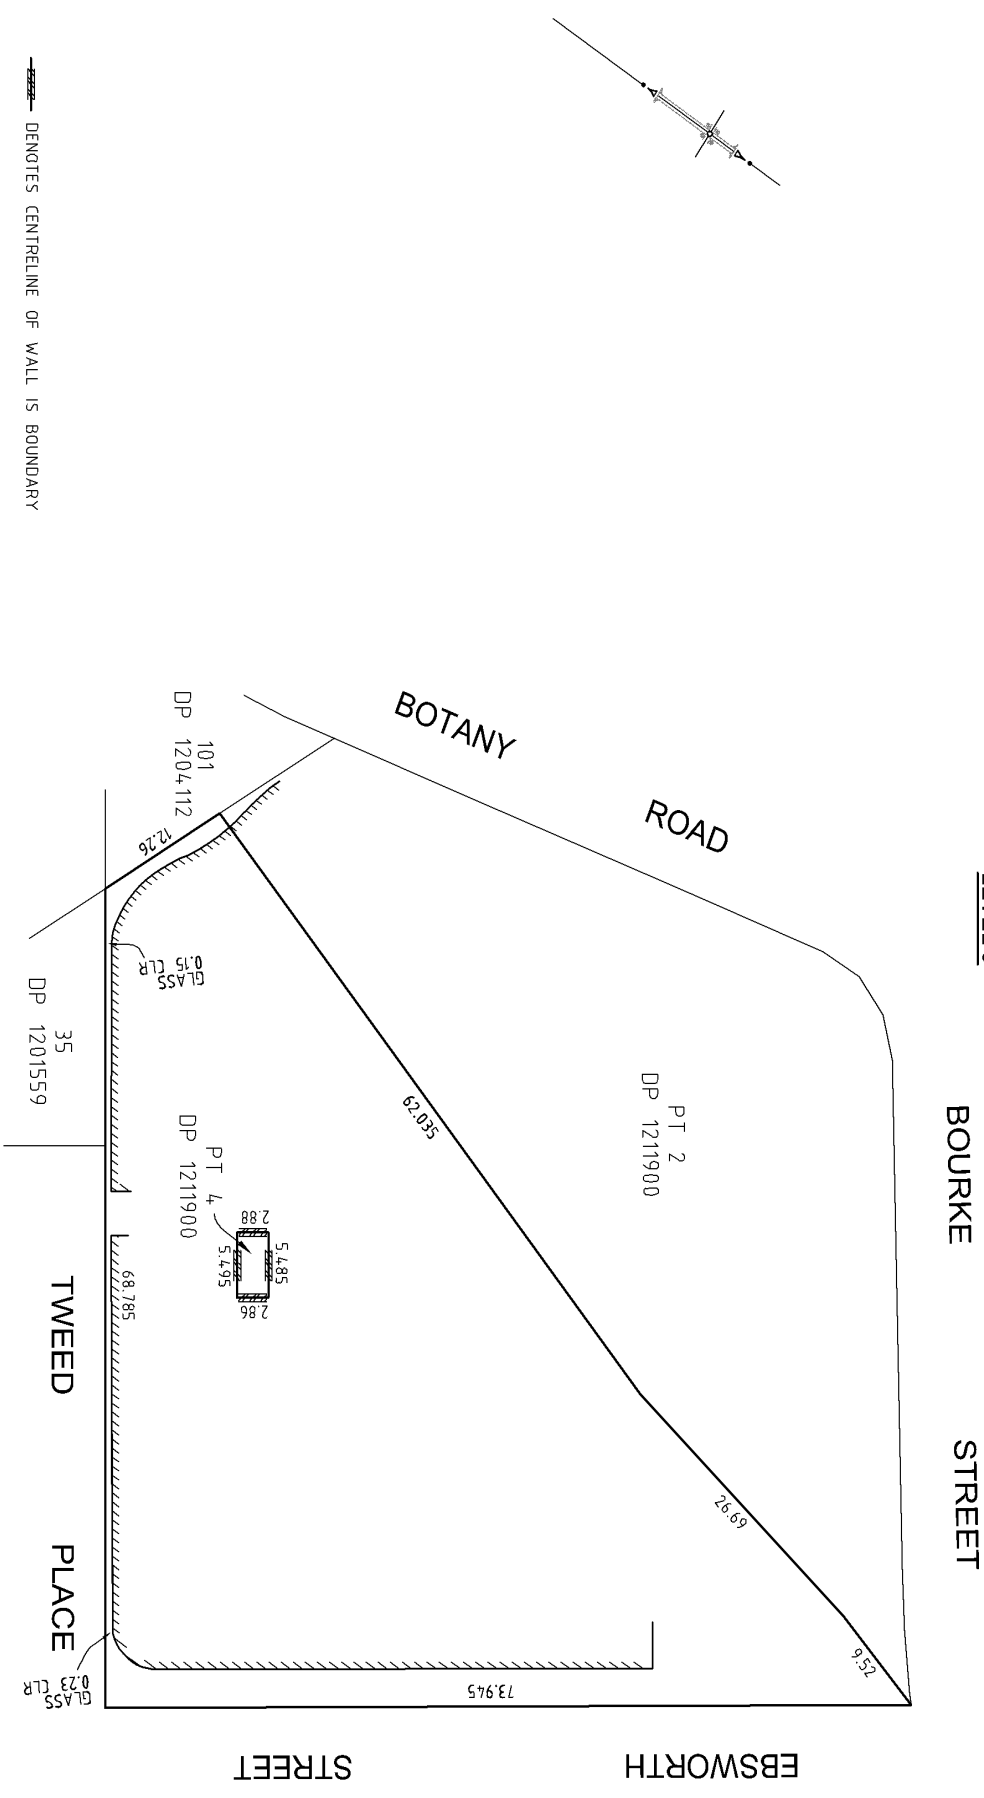 DENOTES CENTRELINE OF WALL IS BOUNDARY
BOTANY
ROAD
101
DP 1204112
12.26
GLASS CLR
0.15
35
DP 1201559
PT 2
DP 1211900
62.035
PT 4
DP 1211900
2.88
5.485
5.495
2.86
68.785
TWEED
PLACE
BOURKE
STREET
26.69
9.52
GLASS CLR
0.23
73.945
EBSWORTH
STREET